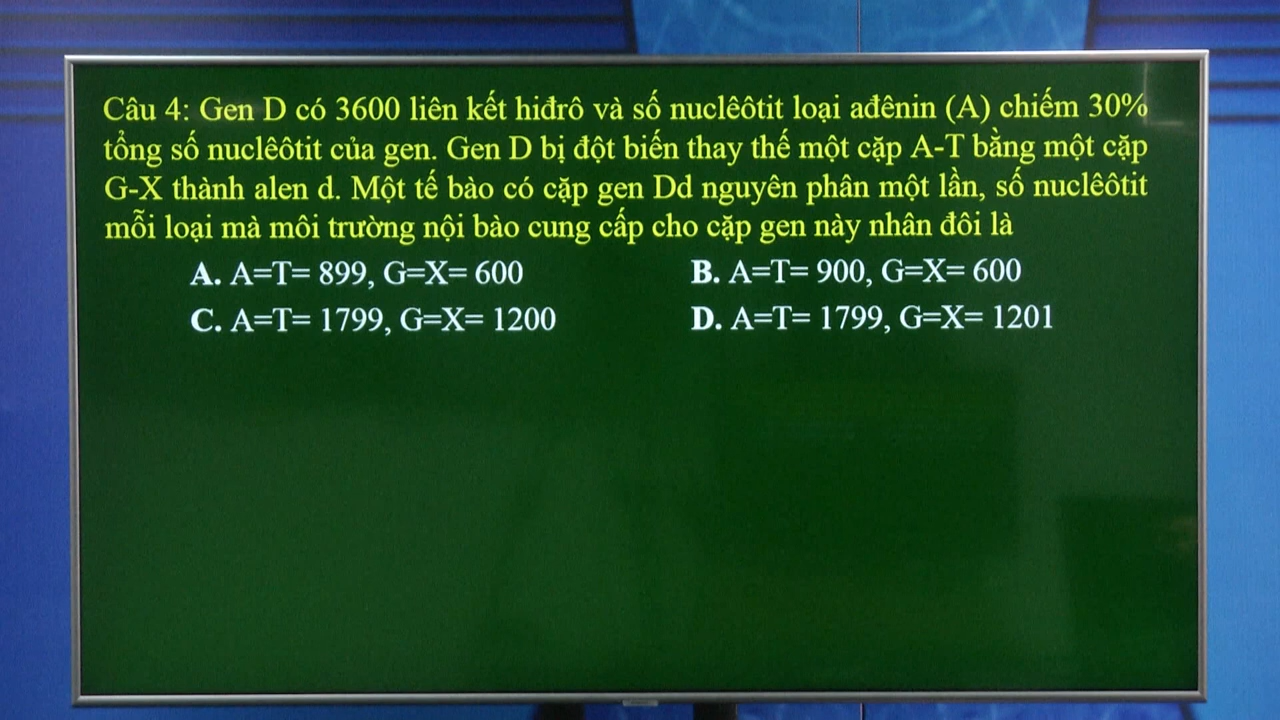 Câu 4: Gen D có 3600 liên kết hiđrô và số nuclêôtit loại ađênin (A) chiếm 30%
tổng số nuclêôtit của gen. Gen D bị đột biến thay thế một cặp A-T bằng một cặp
G-X thành alen d. Một tế bào có cặp gen Dd nguyên phân một lần, số nuclêôtit
mỗi loại mà môi trường nội bào cung cấp cho cặp gen này nhân đôi là
A. A=T= 899, G=X= 600 B. A=T= 900, G=X= 600
C. A=T= 1799, G=X= 1200 D. A=T= 1799, G=X= 1201